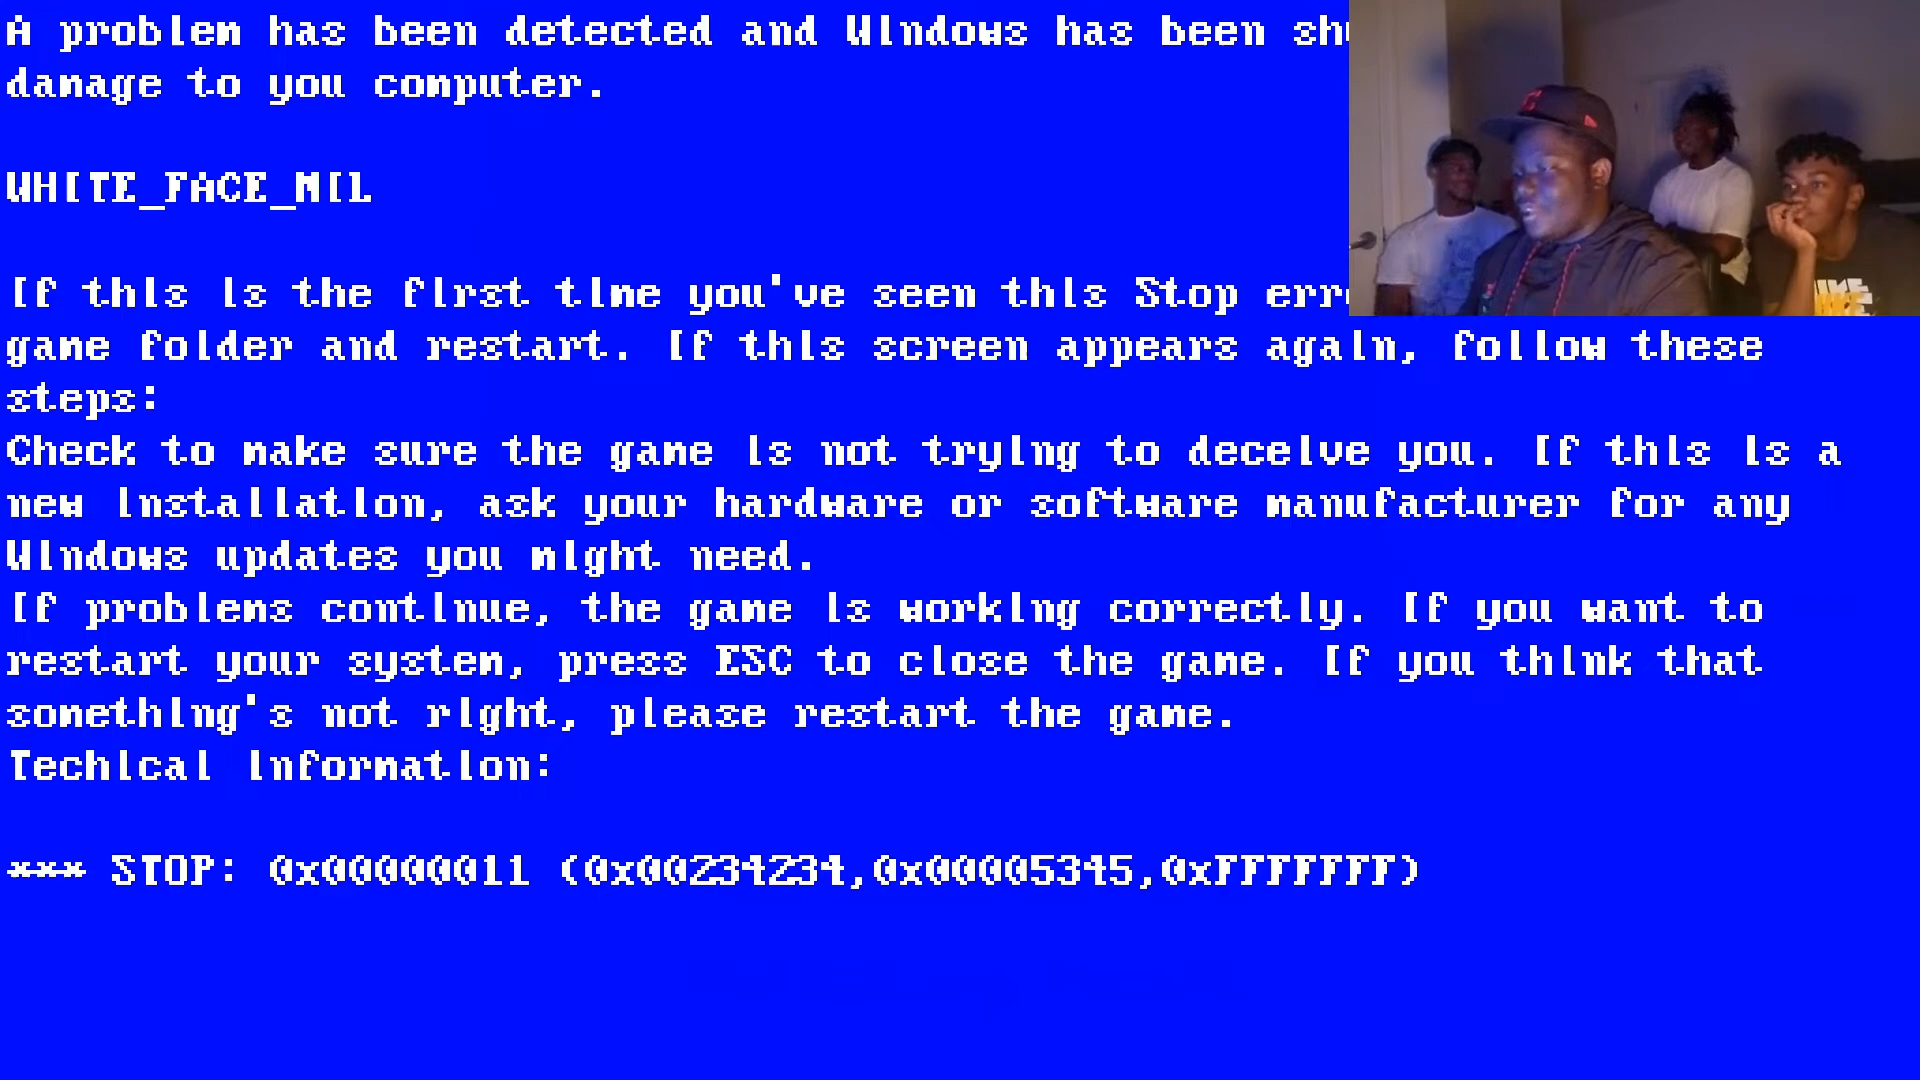 A problem has been detected and Windows has been
damage to you computer.
WHITE_FACE_MIL
If this is the first time you've seen this Stop
game folder and restart. If this screen appears again, follow these
steps:
Check to make sure the game is not trying to deceive you. If this is a
new installation, ask your hardware or software manufacturer for any
Windows updates you might need.
If problems continue, the game is working correctly. If you want to
restart your system, press ESC to close the game. If you think that
something's not right, please restart the game.
Techical information:
*** STOP: 0x00000011 (0x00234234,0x00005345,0xFFFFFFF)